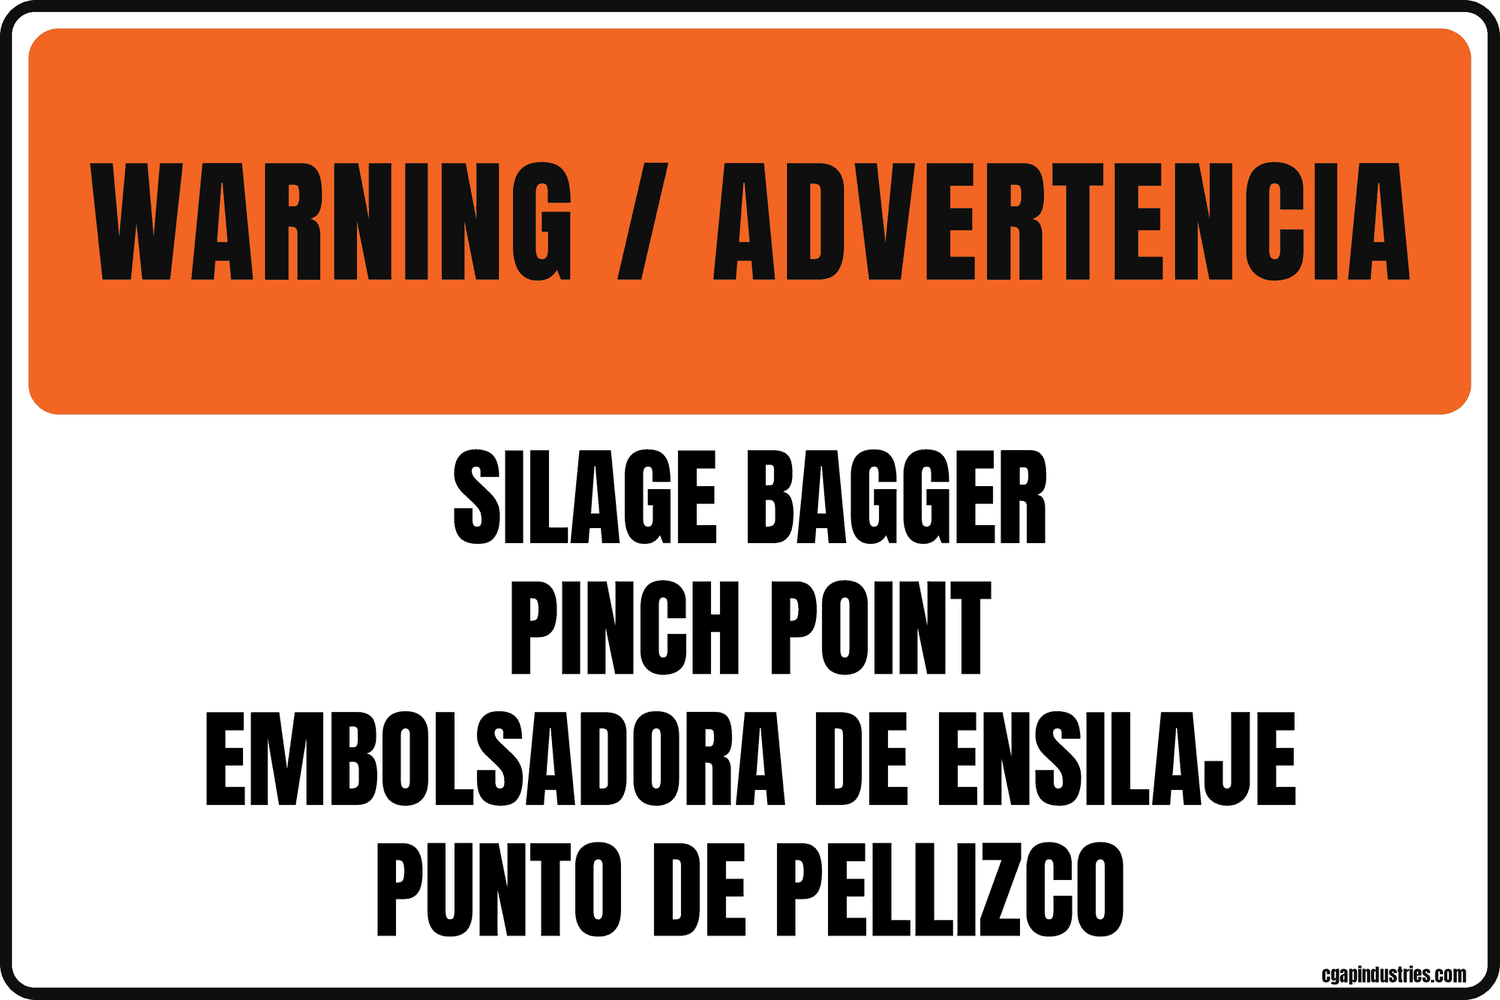 WARNING / ADVERTENCIA
SILAGE BAGGER
PINCH POINT
EMBOLSADORA DE ENSILAJE
PUNTO DE PELLIZCO
cgapindustries.com